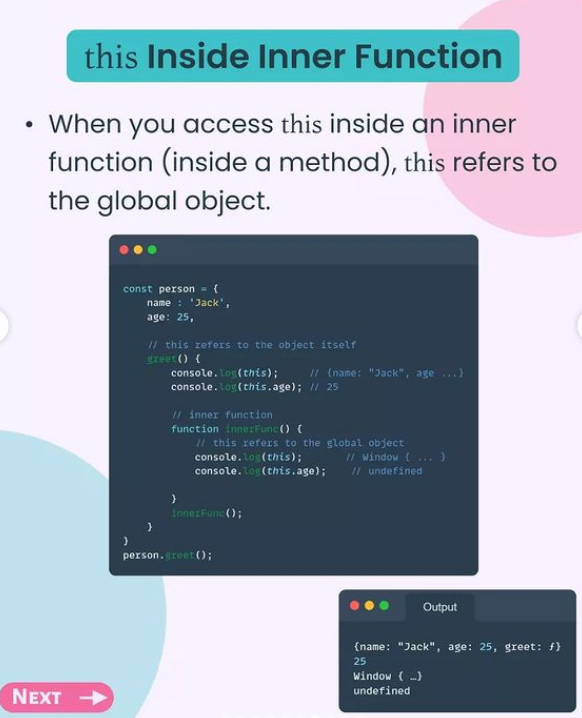 this Inside Inner Function
• When you access this inside an inner
function (inside a method), this refers to
the global object.
const person = {
    name : 'Jack',
    age: 25,

    // this refers to the object itself
    greet() {
        console.log(this);     // {name: "Jack", age ...}
        console.log(this.age); // 25

        // inner function
        function innerFunc() {
            // this refers to the global object
            console.log(this);       // Window { ... }
            console.log(this.age);    // undefined

        }
        innerFunc();
    }
}
person.greet();
Output
{name: "Jack", age: 25, greet: ƒ}
25
Window { …}
undefined
NEXT